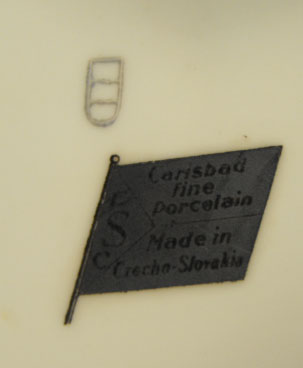 Carlsbad
fine
Porcelain
S
C
Made in
Czecho-Slovakia